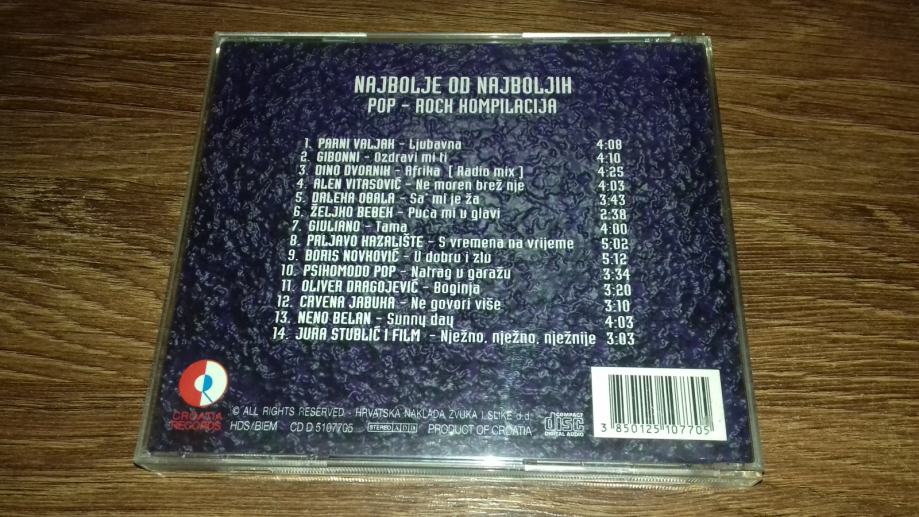 NAJBOLJE OD NAJBOLJIH
POP - ROCK KOMPILACIJA
1. PARNI VALJAK - Ljubavna 4:08
2. GIBONNI - Ozdravi mi ti 4:10
3. DINO DVORNIK - Afrika [ Radio mix ] 4:25
4. ALEN VITASOVIČ - Ne moren brež nje 4:03
5. DALEKA OBALA - Sa' mi je ža 3:43
6. ŽELJKO BEBEK - Puca mi u glavi 2:38
7. GIULIANO - Tama 4:00
8. PRLJAVO KAZALIŠTE - S vremena na vrijeme 5:02
9. BORIS NOVKOVIČ - U dobru i zlu 5:12
10. PSIHOMODO POP - Natrag u garažu 3:34
11. OLIVER DRAGOJEVIČ - Boginja 3:20
12. CRVENA JABUKA - Ne govori više 3:10
13. NENO BELAN - Sunny day 4:03
14. JURA STUBLIČ I FILM - Nježno, nježno, nježnije 3:03
CROATIA RECORDS
© ALL RIGHTS RESERVED - HRVATSKA NAKLADA ZVUKA I SLIKE d.d.
HDS/BIEM CD D 5107705 STEREO A D A PRODUCT OF CROATIA
COMPACT disc DIGITAL AUDIO
3 850125 107705